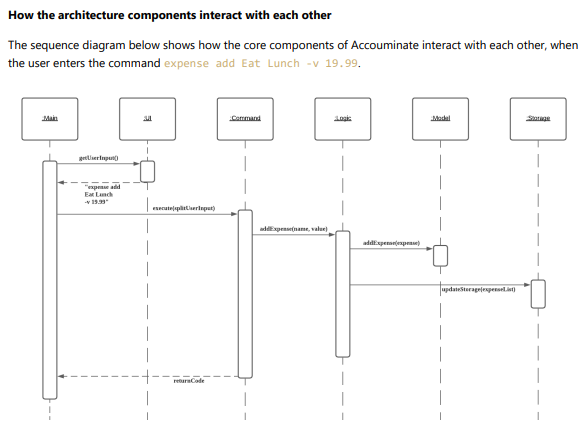 How the architecture components interact with each other
The sequence diagram below shows how the core components of Accouminate interact with each other, when
the user enters the command expense add Eat Lunch -v 19.99.
:Main
:UI
:Command
:Logic
:Model
:Storage
getUserInput()
"expense add
Eat Lunch
-v 19.99"
execute(splitUserInput)
addExpense(name, value)
addExpense(expense)
updateStorage(expenseList)
returnCode